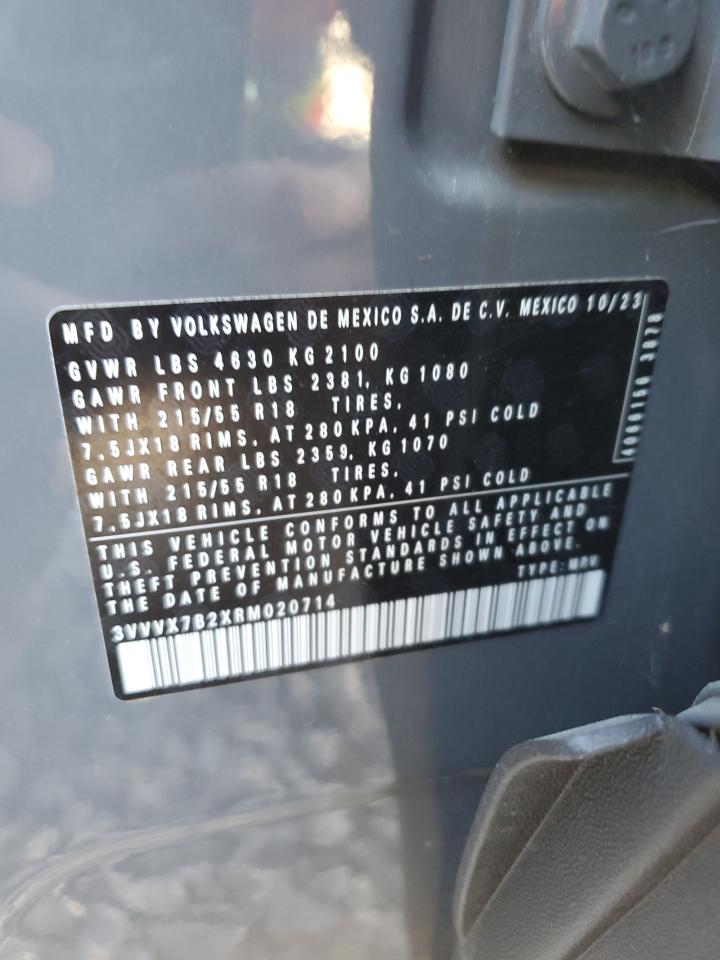 MFD BY VOLKSWAGEN DE MEXICO S.A. DE C.V. MEXICO 10/23
GVWR LBS 4630 KG 2100
GAWR FRONT LBS 2381, KG 1080
WITH 215/55 R18 TIRES,
7.5JX18 RIMS, AT 280 KPA, 41 PSI COLD
GAWR REAR LBS 2359, KG 1070
WITH 215/55 R18 TIRES,
7.5JX18 RIMS, AT 280 KPA, 41 PSI COLD
THIS VEHICLE CONFORMS TO ALL APPLICABLE
U.S. FEDERAL MOTOR VEHICLE SAFETY AND
THEFT PREVENTION STANDARDS IN EFFECT ON
THE DATE OF MANUFACTURE SHOWN ABOVE.
TYPE: MPV
3VVVX7B2XRM020714